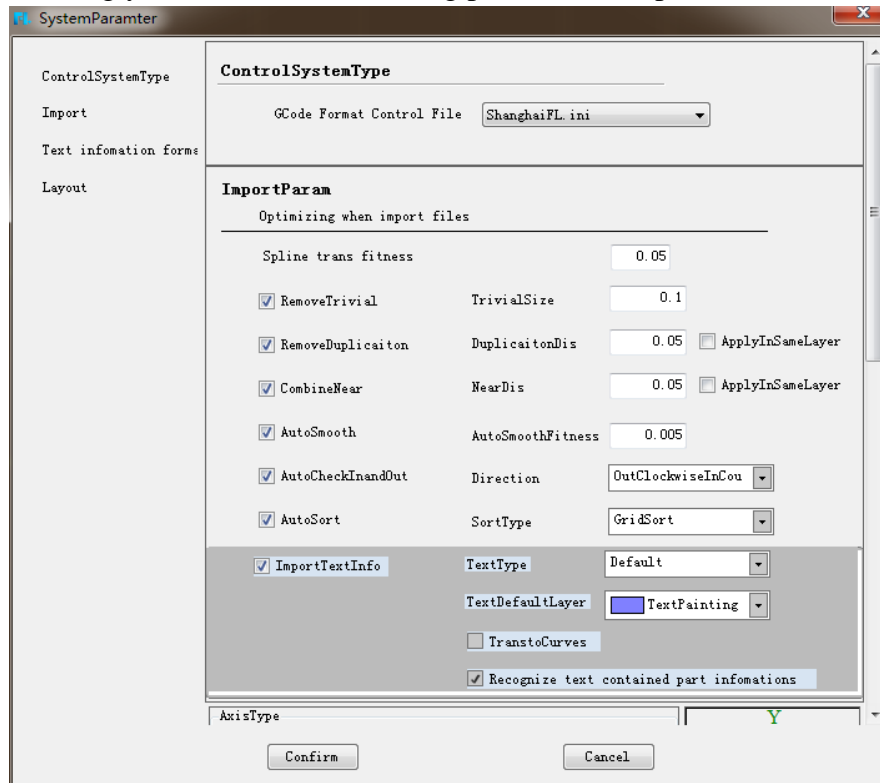 SystemParamter
ControlSystemType
Import
Text infomation forms
Layout
ControlSystemType
GCode Format Control File ShanghaiFL.ini
ImportParam
Optimizing when import files
Spline trans fitness 0.05
RemoveTrivial TrivialSize 0.1
RemoveDuplicaiton DuplicaitonDis 0.05 ApplyInSameLayer
CombineNear NearDis 0.05 ApplyInSameLayer
AutoSmooth AutoSmoothFitness 0.005
AutoCheckInandOut Direction OutClockwiseInCou
AutoSort SortType GridSort
ImportTextInfo TextType Default
TextDefaultLayer TextPainting
TranstoCurves
Recognize text contained part infomations
AxisType Y
Confirm Cancel